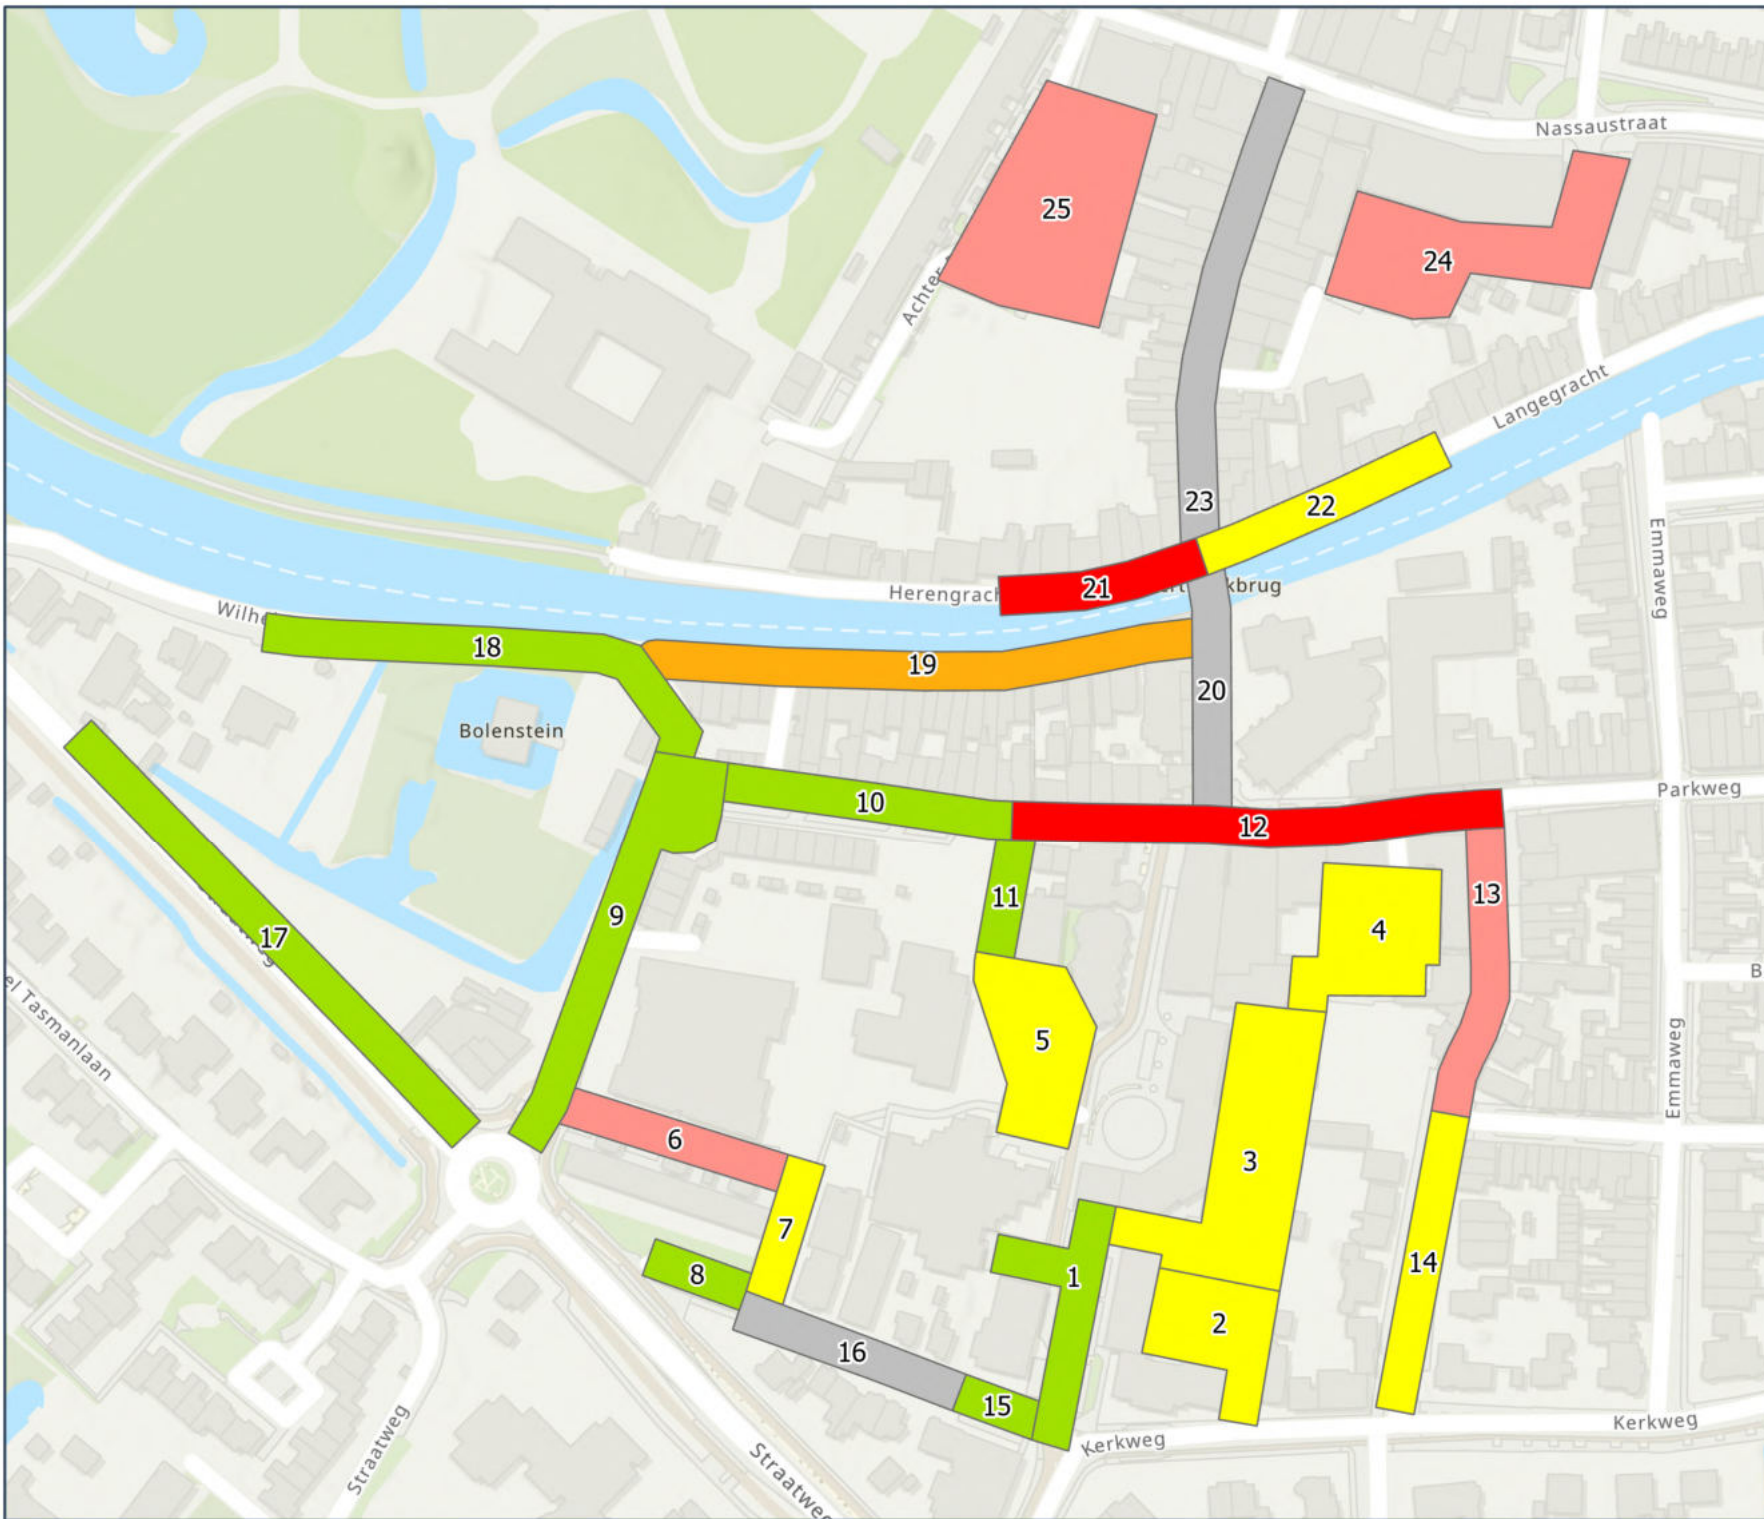 Nassaustraat
25
24
Achter
Langegracht
23
22
Emmaweg
21
Herengrach
kbrug
Wilhe
18
19
20
Bolenstein
Parkweg
10
12
11
13
9
4
17
el Tasmanlaan
5
B
Emmaweg
6
3
7
8
1
14
2
16
15
Kerkweg
Kerkweg
Straatweg
Straatweg